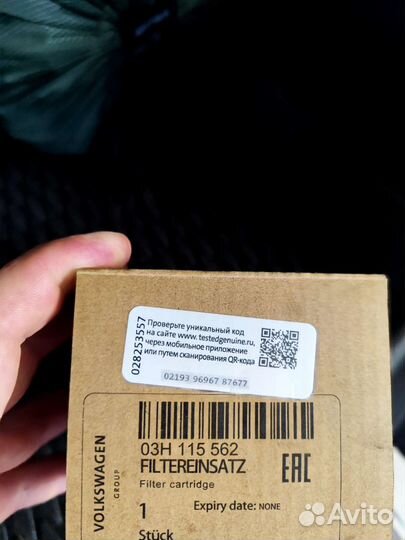 028253557
Проверьте уникальный код
на сайте www.testedgenuine.ru,
через мобильное приложение
или путем сканирования QR-кода
02193 96967 87677
03H 115 562
FILTEREINSATZ
Filter cartridge
EAC
VOLKSWAGEN
GROUP
1
Expiry date: NONE
Stück
Avito